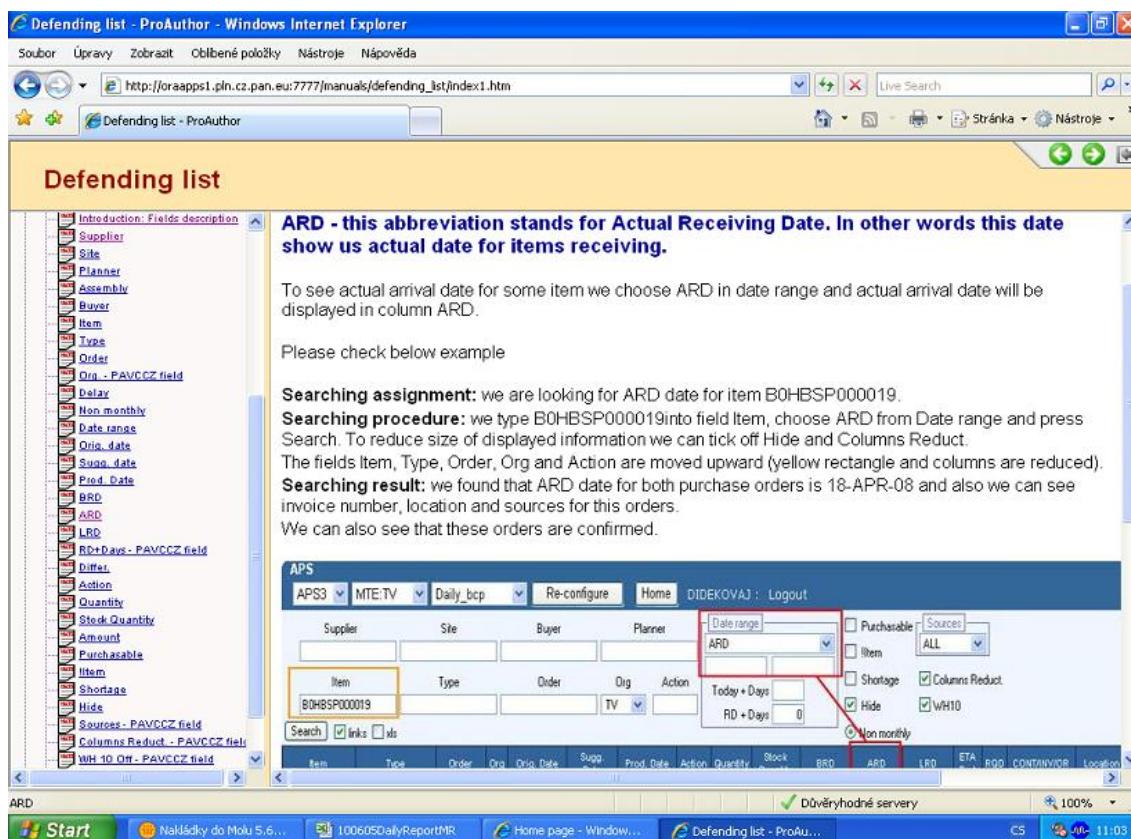 Defending list - ProAuthor - Windows Internet Explorer
Soubor Úpravy Zobrazit Oblíbené položky Nástroje Nápověda
http://oraapps1.pln.cz.pan.eu:7777/manuals/defending_list/index1.htm
Live Search
Defending list - ProAuthor
Stránka
Nástroje
Defending list
Introduction: Fields description
Supplier
Site
Planner
Assembly
Buyer
Item
Type
Order
Org. - PAVCCZ field
Delay
Non monthly
Date range
Orig. date
Sugg. date
Prod. Date
BRD
ARD
LRD
RD+Days - PAVCCZ field
Differ.
Action
Quantity
Stock Quantity
Amount
Purchasable
!Item
Shortage
Hide
Sources - PAVCCZ field
Columns Reduct. - PAVCCZ fiel
WH 10 Off - PAVCCZ field
ARD - this abbreviation stands for Actual Receiving Date. In other words this date
show us actual date for items receiving.
To see actual arrival date for some item we choose ARD in date range and actual arrival date will be
displayed in column ARD.
Please check below example
Searching assignment: we are looking for ARD date for item B0HBSP000019.
Searching procedure: we type B0HBSP000019into field Item, choose ARD from Date range and press
Search. To reduce size of displayed information we can tick off Hide and Columns Reduct.
The fields Item, Type, Order, Org and Action are moved upward (yellow rectangle and columns are reduced).
Searching result: we found that ARD date for both purchase orders is 18-APR-08 and also we can see
invoice number, location and sources for this orders.
We can also see that these orders are confirmed.
APS
APS3 MTE:TV Daily_bcp Re-configure Home DIDEKOVAJ : Logout
Supplier Site Buyer Planner Date range Purchasable Sources
ARD ALL
!Item
Item Type Order Org Action Today + Days Shortage Columns Reduct.
B0HBSP000019 TV RD + Days 0 Hide WH10
Search links xls Non monthly
Item Type Order Org Orig. Date Sugg. Prod. Date Action Quantity Stock BRD ARD LRD ETA RQD CONT/INV/OR Location
ARD
Důvěryhodné servery
100%
Start
Nakládky do Molu 5.6...
100605DailyReportMR
Home page - Window...
Defending list - ProAu...
CS
11:03